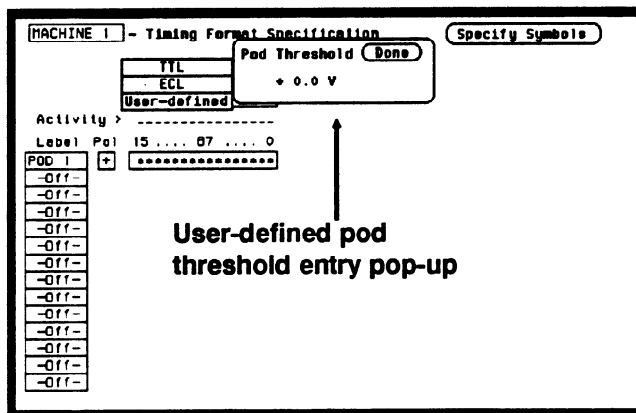 MACHINE 1 - Timing Format Specification
Specify Symbols
Pod Threshold Done
+ 0.0 V
TTL
ECL
User-defined
Activity > ----------------
Label Pol 15 .... 87 .... 0
POD 1 + ****************
-Off-
-Off-
-Off-
-Off-
-Off-
-Off-
-Off-
-Off-
-Off-
-Off-
-Off-
-Off-
-Off-
User-defined pod
threshold entry pop-up